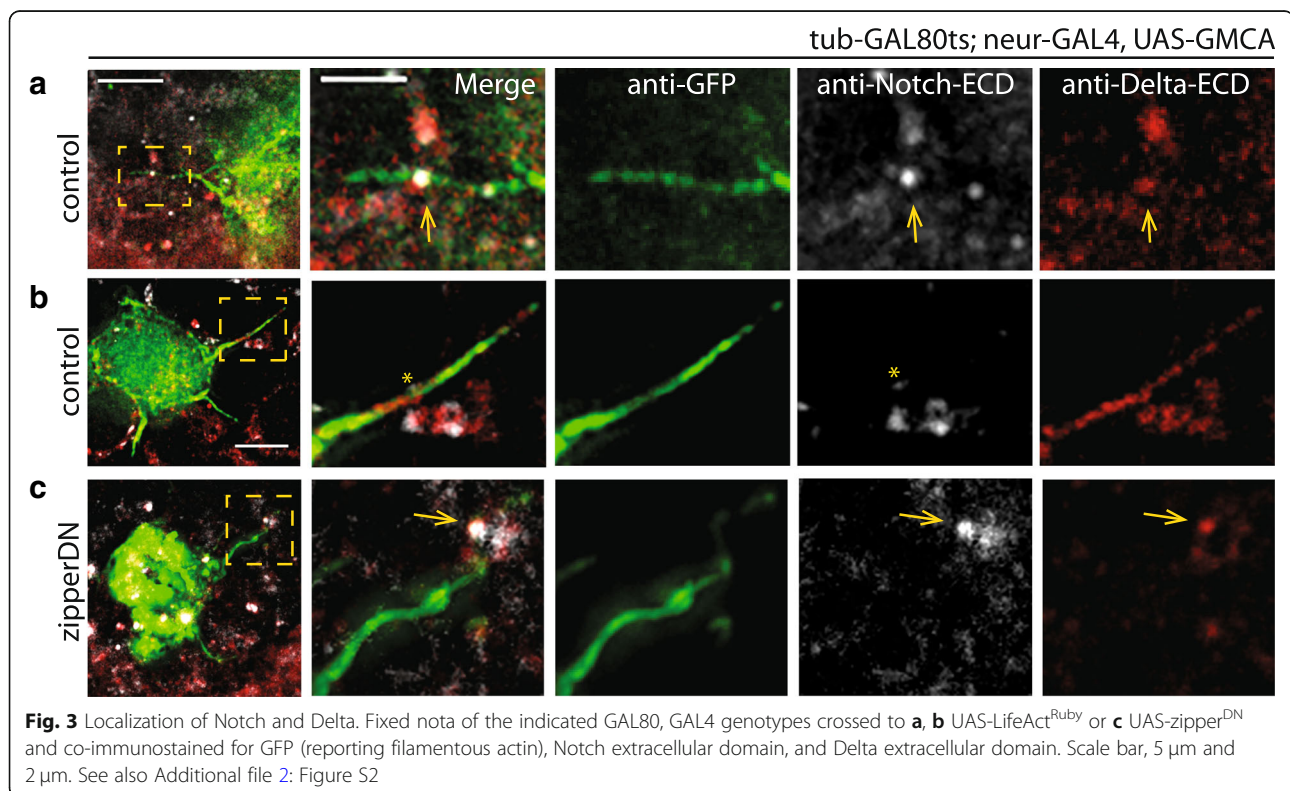 tub-GAL80ts; neur-GAL4, UAS-GMCA
a
control
Merge
anti-GFP
anti-Notch-ECD
anti-Delta-ECD
b
control
*
*
c
zipperDN
Fig. 3 Localization of Notch and Delta. Fixed nota of the indicated GAL80, GAL4 genotypes crossed to a, b UAS-LifeActRuby or c UAS-zipperDN
and co-immunostained for GFP (reporting filamentous actin), Notch extracellular domain, and Delta extracellular domain. Scale bar, 5 μm and
2 μm. See also Additional file 2: Figure S2